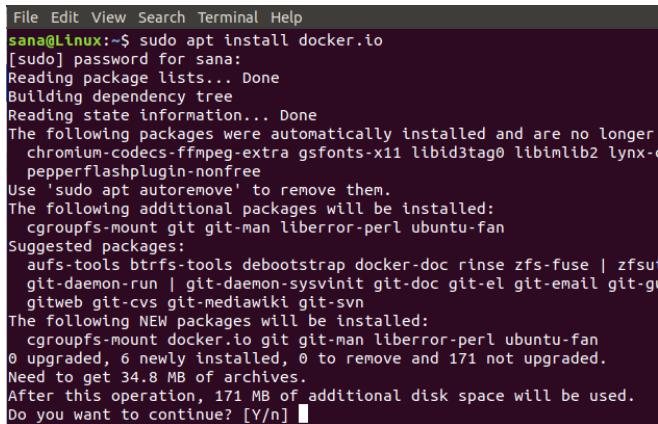 File Edit View Search Terminal Help
sana@Linux:~$ sudo apt install docker.io
[sudo] password for sana:
Reading package lists... Done
Building dependency tree
Reading state information... Done
The following packages were automatically installed and are no longer
chromium-codecs-ffmpeg-extra gsfonts-x11 libid3tag0 libimlib2
pepperflashplugin-nonfree
Use 'sudo apt autoremove' to remove them.
The following additional packages will be installed:
cgroupfs-mount git git-man liberror-perl ubuntu-fan
Suggested packages:
aufs-tools btrfs-tools debootstrap docker-doc rinse zfs-fuse |
git-daemon-run | git-daemon-sysvinit git-doc git-el git-email
gitweb git-cvs git-mediawiki git-svn
The following NEW packages will be installed:
cgroupfs-mount docker.io git git-man liberror-perl ubuntu-fan
0 upgraded, 6 newly installed, 0 to remove and 171 not upgraded.
Need to get 34.8 MB of archives.
After this operation, 171 MB of additional disk space will be used.
Do you want to continue? [Y/n]